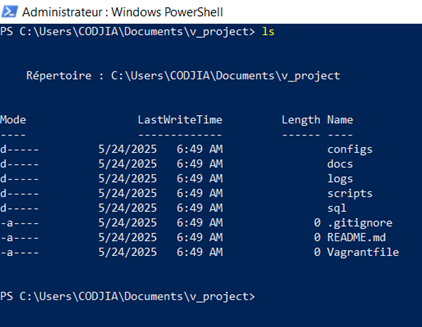 Administrateur : Windows PowerShell
PS C:\Users\CODJIA\Documents\v_project> ls
Répertoire : C:\Users\CODJIA\Documents\v_project
Mode LastWriteTime Length Name
---- ------------- ------ ----
d----- 5/24/2025 6:49 AM configs
d----- 5/24/2025 6:49 AM docs
d----- 5/24/2025 6:49 AM logs
d----- 5/24/2025 6:49 AM scripts
d----- 5/24/2025 6:49 AM sql
-a---- 5/24/2025 6:49 AM 0 .gitignore
-a---- 5/24/2025 6:49 AM 0 README.md
-a---- 5/24/2025 6:49 AM 0 Vagrantfile
PS C:\Users\CODJIA\Documents\v_project>